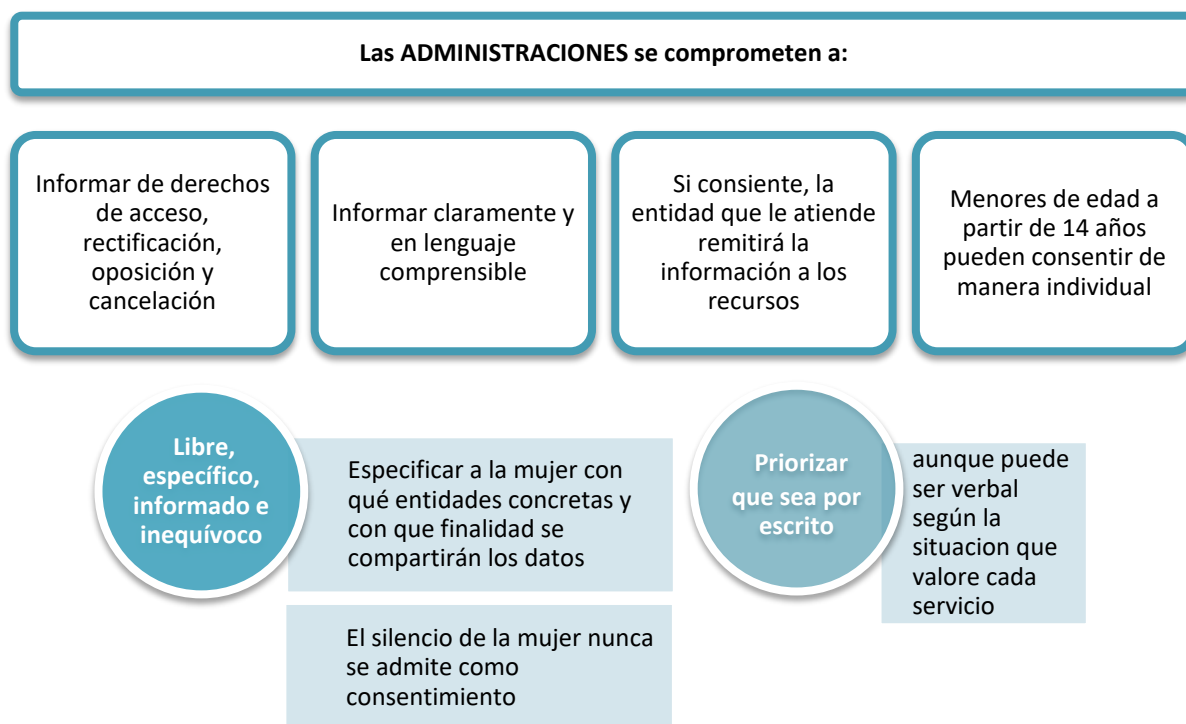 Las ADMINISTRACIONES se comprometen a:
Informar de derechos
de acceso,
rectificación,
oposición y
cancelación
Informar claramente y
en lenguaje
comprensible
Si consiente, la
entidad que le atiende
remitirá la
información a los
recursos
Menores de edad a
partir de 14 años
pueden consentir de
manera individual
Libre,
específico,
informado e
inequívoco
Especificar a la mujer con
qué entidades concretas y
con que finalidad se
compartirán los datos
El silencio de la mujer nunca
se admite como
consentimiento
Priorizar
que sea por
escrito
aunque puede
ser verbal
según la
situacion que
valore cada
servicio